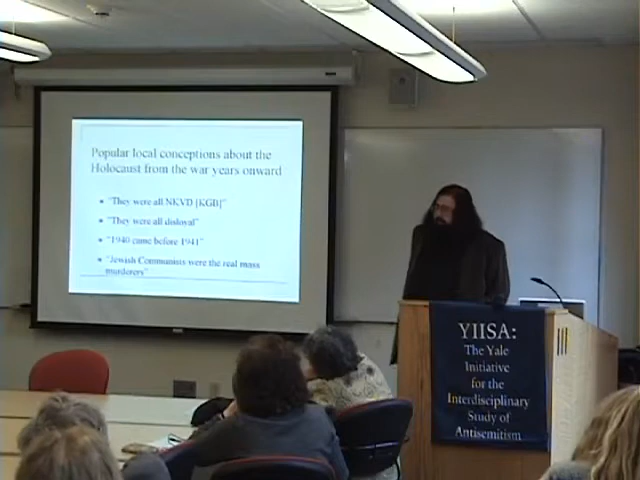 Popular local conceptions about the
Holocaust from the war years onward
"They were all NKVD [KGB]"
"They were all disloyal"
"1940 came before 1941"
"Jewish Communists were the real mass
murderers"
YIISA:
The Yale
Initiative
for the
Interdisciplinary
Study of
Antisemitism